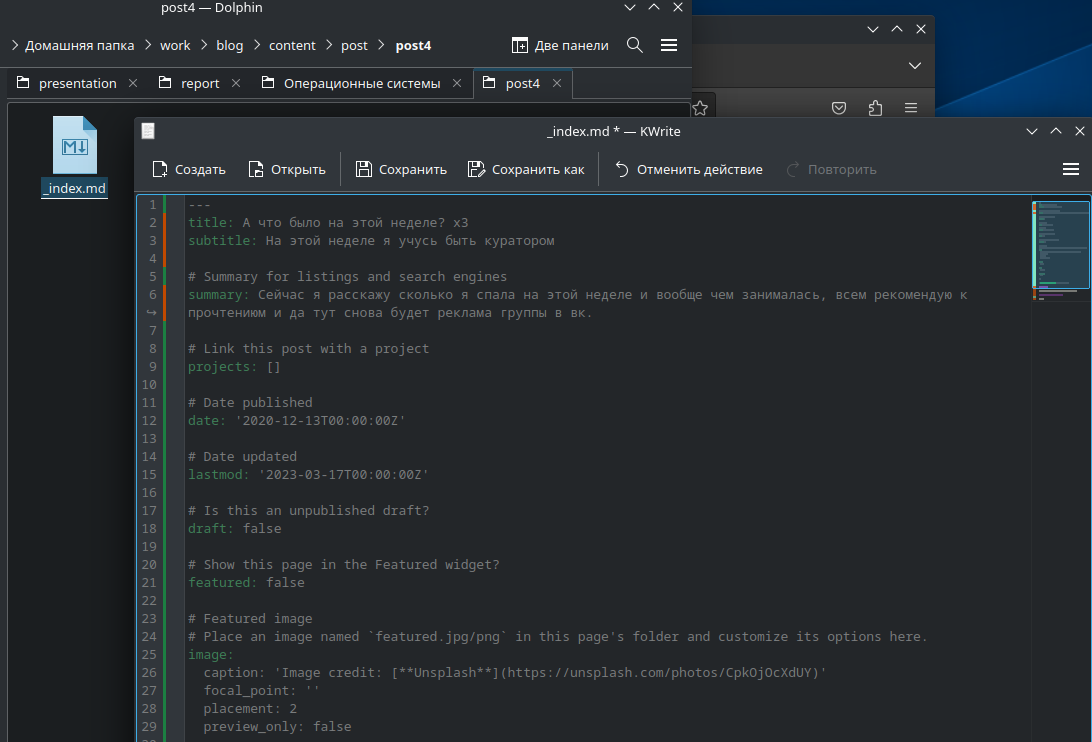 post4 — Dolphin
Домашняя папка work blog content post post4 Две панели
presentation report Операционные системы post4
_index.md
_index.md * — KWrite
Создать Открыть Сохранить Сохранить как Отменить действие Повторить
1 ---
2 title: А что было на этой неделе? х3
3 subtitle: На этой неделе я учусь быть куратором
4
5 # Summary for listings and search engines
6 summary: Сейчас я расскажу сколько я спала на этой неделе и вообще чем занималась, всем рекомендую к
прочтениюм и да тут снова будет реклама группы в вк.
7
8 # Link this post with a project
9 projects: []
10
11 # Date published
12 date: '2020-12-13T00:00:00Z'
13
14 # Date updated
15 lastmod: '2023-03-17T00:00:00Z'
16
17 # Is this an unpublished draft?
18 draft: false
19
20 # Show this page in the Featured widget?
21 featured: false
22
23 # Featured image
24 # Place an image named `featured.jpg/png` in this page's folder and customize its options here.
25 image:
26 caption: 'Image credit: [**Unsplash**](https://unsplash.com/photos/CpkOjOcXdUY)'
27 focal_point: ''
28 placement: 2
29 preview_only: false